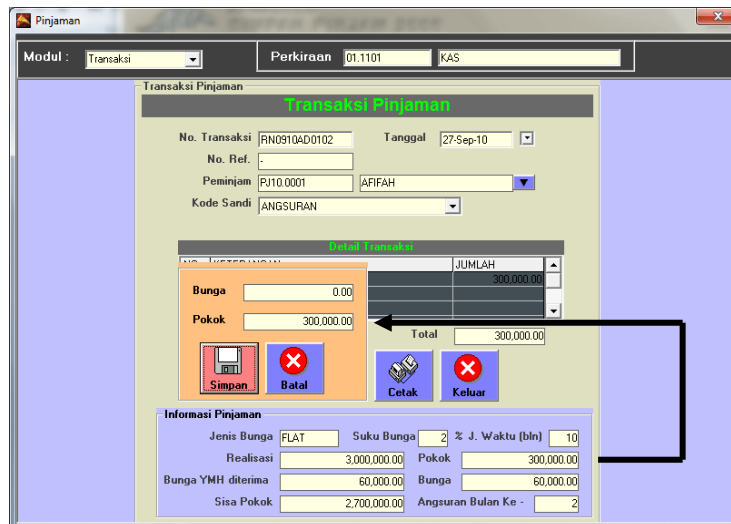 Pinjaman
Modul : Transaksi Perkiraan 01.1101 KAS
Transaksi Pinjaman
Transaksi Pinjaman
No. Transaksi RN0910AD0102 Tanggal 27-Sep-10
No. Ref. -
Peminjam PJ10.0001 AFIFAH
Kode Sandi ANGSURAN
Detail Transaksi
NO KETERANGAN JUMLAH
300,000.00
Bunga 0.00
Pokok 300,000.00
Total 300,000.00
Simpan Batal Cetak Keluar
Informasi Pinjaman
Jenis Bunga FLAT Suku Bunga 2 % J. Waktu (bln) 10
Realisasi 3,000,000.00 Pokok 300,000.00
Bunga YMH diterima 60,000.00 Bunga 60,000.00
Sisa Pokok 2,700,000.00 Angsuran Bulan Ke - 2